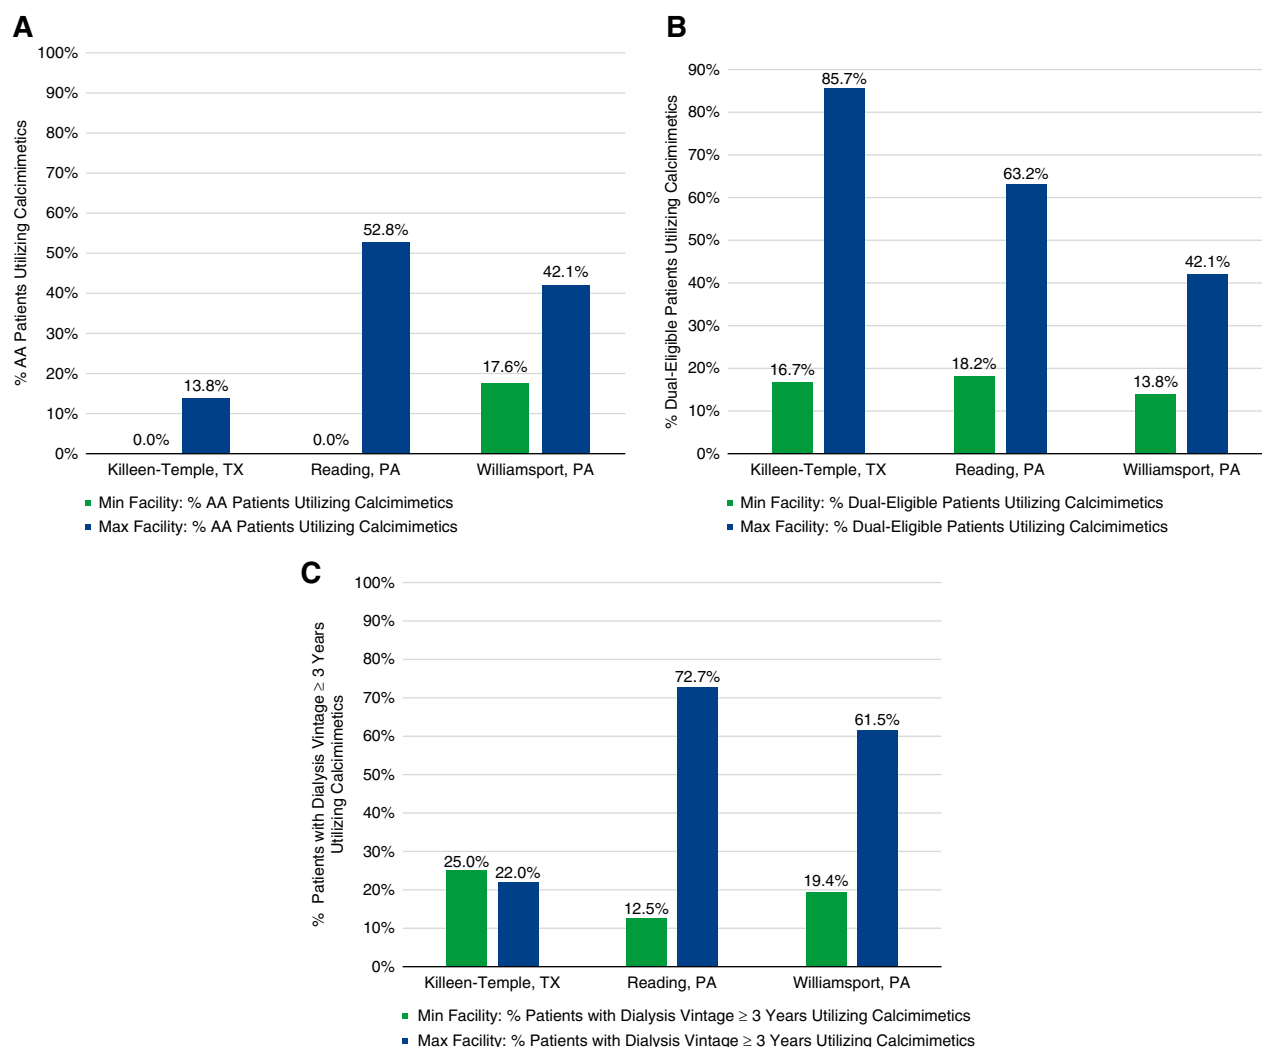 A
% AA Patients Utilizing Calcimimetics
100%
90%
80%
70%
60%
50%
40%
30%
20%
10%
0%
0.0%
13.8%
0.0%
52.8%
17.6%
42.1%
Killeen-Temple, TX
Reading, PA
Williamsport, PA
Min Facility: % AA Patients Utilizing Calcimimetics
Max Facility: % AA Patients Utilizing Calcimimetics
B
% Dual-Eligible Patients Utilizing Calcimimetics
90%
80%
70%
60%
50%
40%
30%
20%
10%
0%
16.7%
85.7%
18.2%
63.2%
13.8%
42.1%
Killeen-Temple, TX
Reading, PA
Williamsport, PA
Min Facility: % Dual-Eligible Patients Utilizing Calcimimetics
Max Facility: % Dual-Eligible Patients Utilizing Calcimimetics
C
% Patients with Dialysis Vintage ≥ 3 Years
Utilizing Calcimimetics
100%
90%
80%
70%
60%
50%
40%
30%
20%
10%
0%
25.0%
22.0%
12.5%
72.7%
19.4%
61.5%
Killeen-Temple, TX
Reading, PA
Williamsport, PA
Min Facility: % Patients with Dialysis Vintage ≥ 3 Years Utilizing Calcimimetics
Max Facility: % Patients with Dialysis Vintage ≥ 3 Years Utilizing Calcimimetics